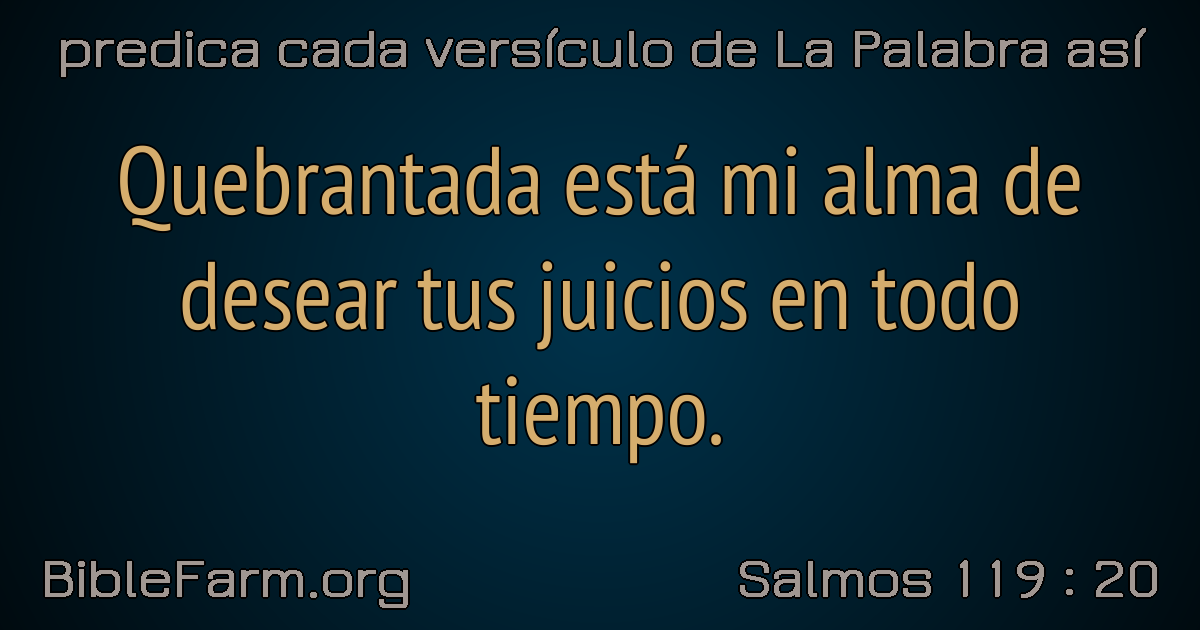 predica cada versículo de La Palabra así
Quebrantada está mi alma de
desear tus juicios en todo
tiempo.
BibleFarm.org
Salmos 119 : 20